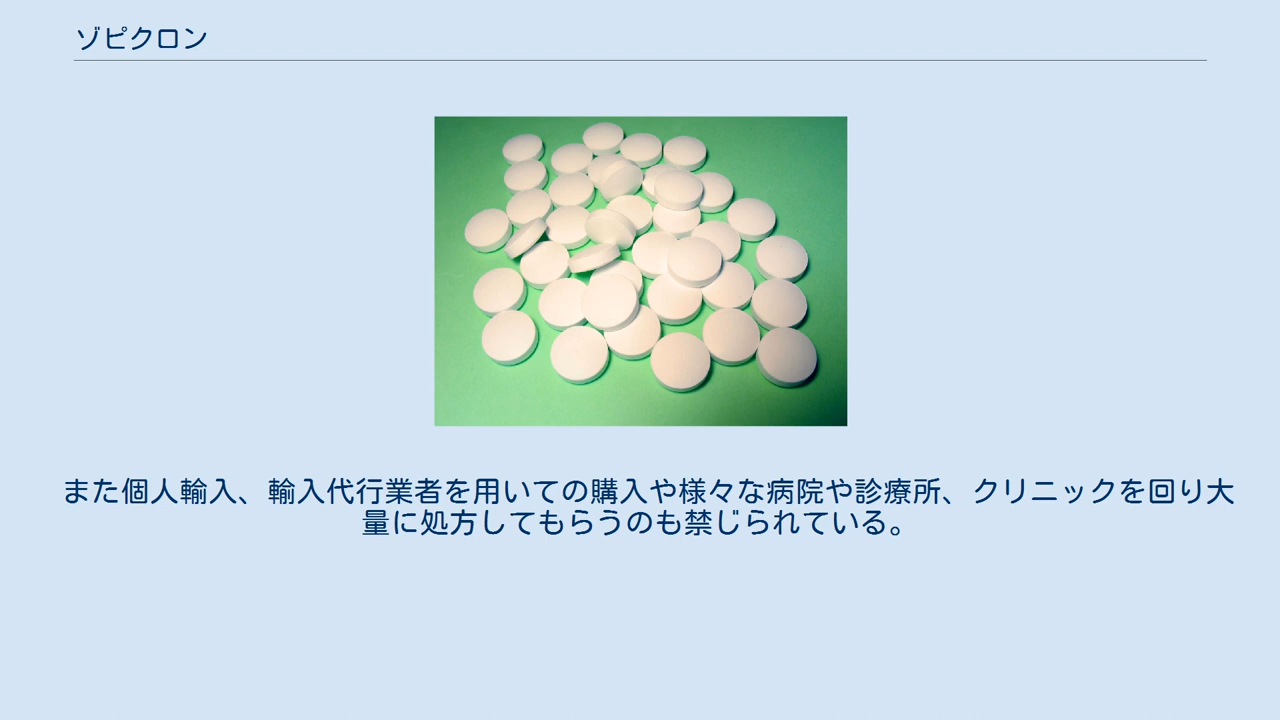 ゾピクロン
また個人輸入、輸入代行業者を用いての購入や様々な病院や診療所、クリニックを回り大
量に処方してもらうのも禁じられている。